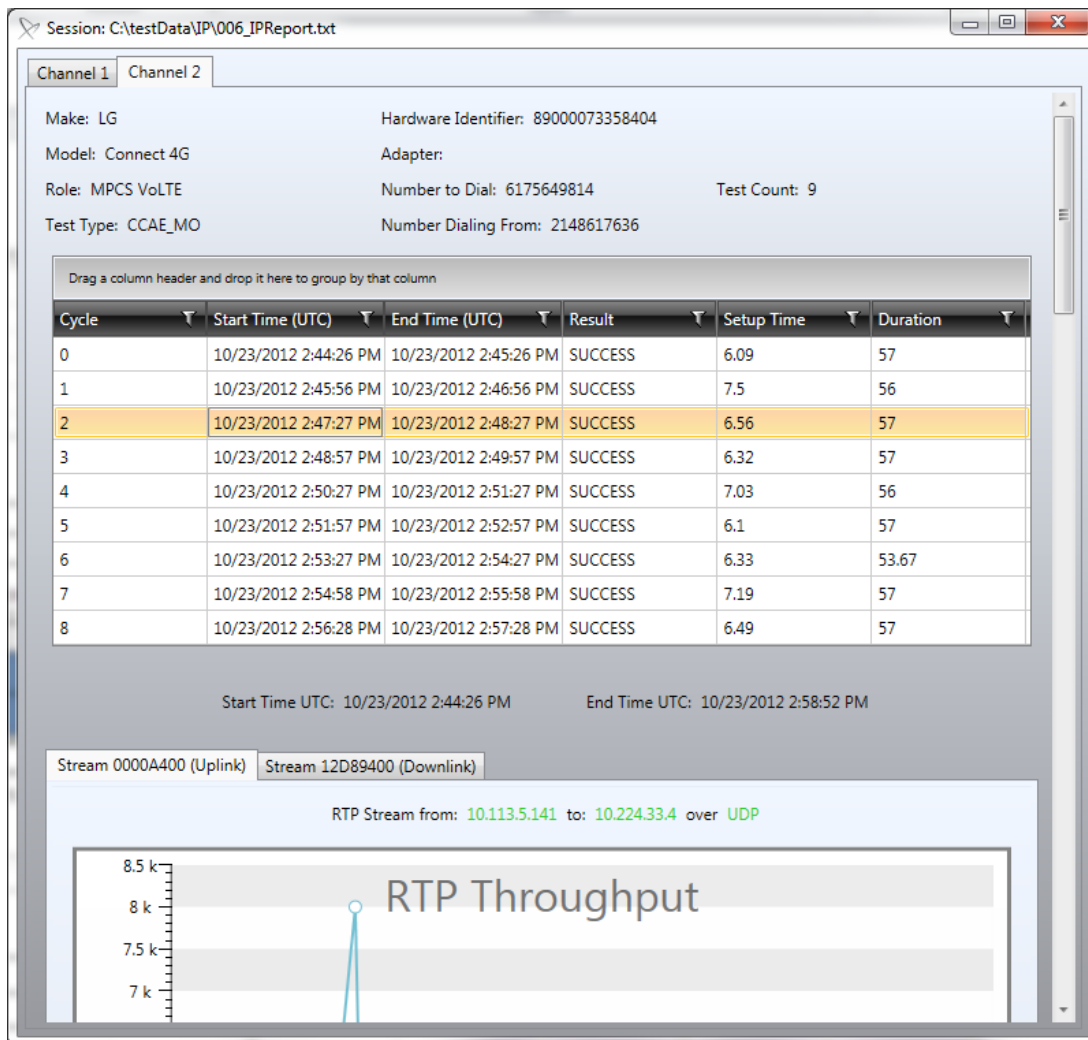 Session: C:\testData\IP\006_IPReport.txt
Channel 1 Channel 2
Make: LG Hardware Identifier: 89000073358404
Model: Connect 4G Adapter:
Role: MPCS VoLTE Number to Dial: 6175649814 Test Count: 9
Test Type: CCAE_MO Number Dialing From: 2148617636
Drag a column header and drop it here to group by that column
Cycle Start Time (UTC) End Time (UTC) Result Setup Time Duration
0 10/23/2012 2:44:26 PM 10/23/2012 2:45:26 PM SUCCESS 6.09 57
1 10/23/2012 2:45:56 PM 10/23/2012 2:46:56 PM SUCCESS 7.5 56
2 10/23/2012 2:47:27 PM 10/23/2012 2:48:27 PM SUCCESS 6.56 57
3 10/23/2012 2:48:57 PM 10/23/2012 2:49:57 PM SUCCESS 6.32 57
4 10/23/2012 2:50:27 PM 10/23/2012 2:51:27 PM SUCCESS 7.03 56
5 10/23/2012 2:51:57 PM 10/23/2012 2:52:57 PM SUCCESS 6.1 57
6 10/23/2012 2:53:27 PM 10/23/2012 2:54:27 PM SUCCESS 6.33 53.67
7 10/23/2012 2:54:58 PM 10/23/2012 2:55:58 PM SUCCESS 7.19 57
8 10/23/2012 2:56:28 PM 10/23/2012 2:57:28 PM SUCCESS 6.49 57
Start Time UTC: 10/23/2012 2:44:26 PM End Time UTC: 10/23/2012 2:58:52 PM
Stream 0000A400 (Uplink) Stream 12D89400 (Downlink)
RTP Stream from: 10.113.5.141 to: 10.224.33.4 over UDP
RTP Throughput
8.5 k
8 k
7.5 k
7 k